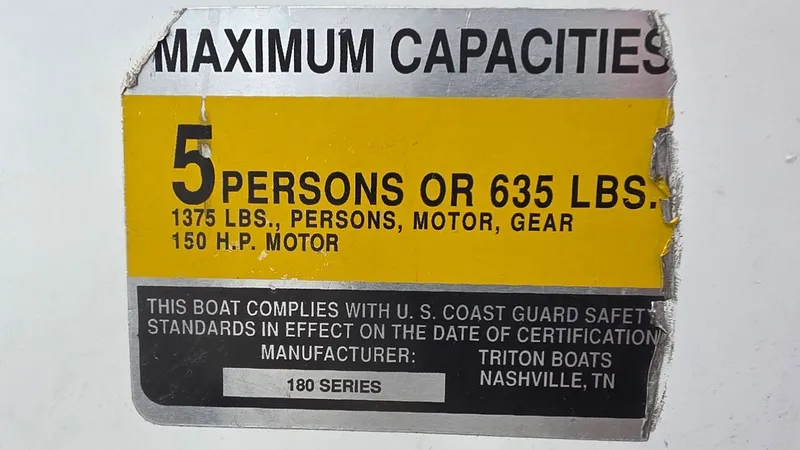 MAXIMUM CAPACITIES
5 PERSONS OR 635 LBS.
1375 LBS., PERSONS, MOTOR, GEAR
150 H.P. MOTOR
THIS BOAT COMPLIES WITH U. S. COAST GUARD SAFETY
STANDARDS IN EFFECT ON THE DATE OF CERTIFICATION
MANUFACTURER: TRITON BOATS
180 SERIES NASHVILLE, TN